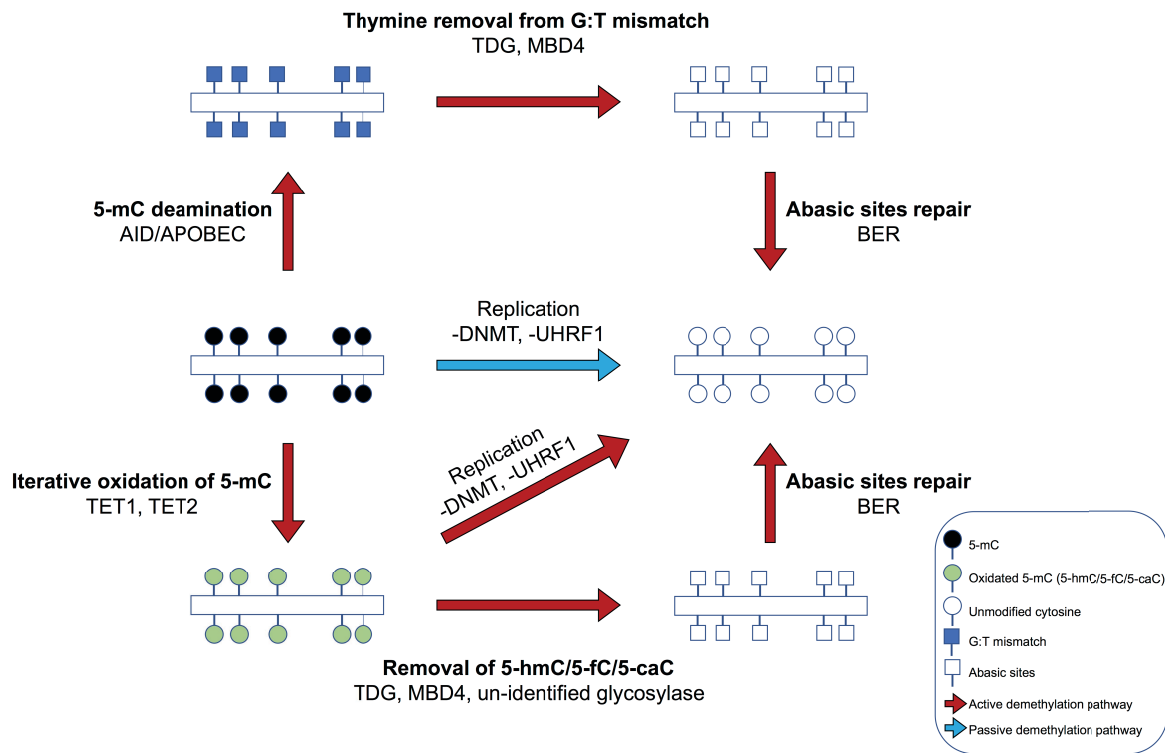 Thymine removal from G:T mismatch
TDG, MBD4
5-mC deamination
AID/APOBEC
Abasic sites repair
BER
Replication
-DNMT, -UHRF1
Replication
-DNMT, -UHRF1
Iterative oxidation of 5-mC
TET1, TET2
Abasic sites repair
BER
Removal of 5-hmC/5-fC/5-caC
TDG, MBD4, un-identified glycosylase
5-mC
Oxidated 5-mC (5-hmC/5-fC/5-caC)
Unmodified cytosine
G:T mismatch
Abasic sites
Active demethylation pathway
Passive demethylation pathway